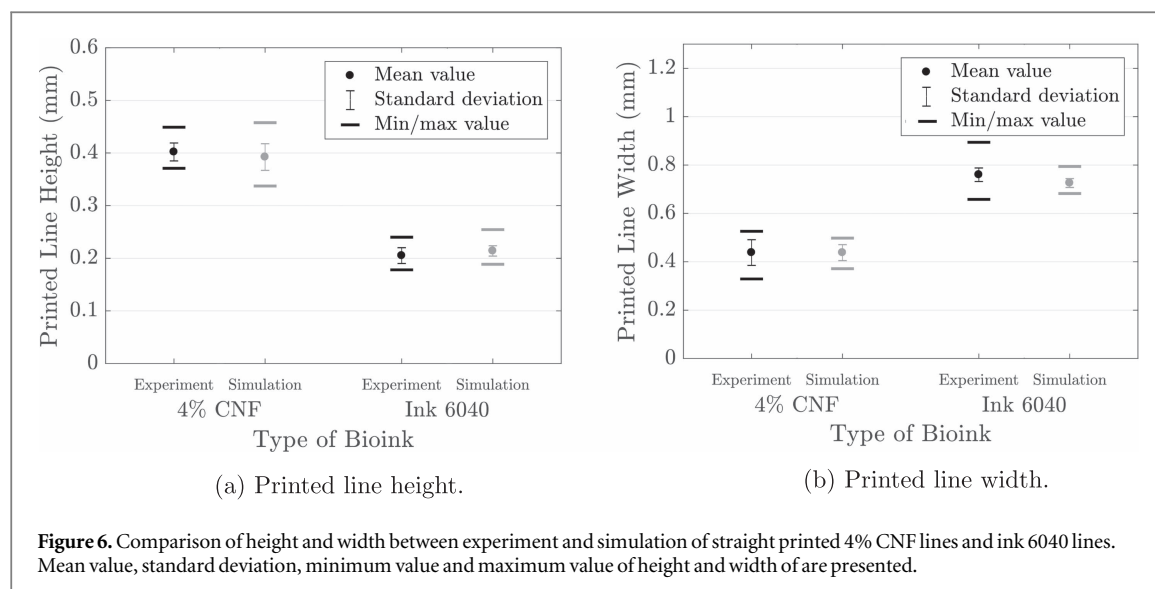 0.6
0.5
0.4
0.3
0.2
0.1
0
Printed Line Height (mm)
Mean value
Standard deviation
Min/max value
Experiment Simulation Experiment Simulation
4% CNF Ink 6040
Type of Bioink
(a) Printed line height.
1.2
1
0.8
0.6
0.4
0.2
0
Printed Line Width (mm)
Mean value
Standard deviation
Min/max value
Experiment Simulation Experiment Simulation
4% CNF Ink 6040
Type of Bioink
(b) Printed line width.
Figure 6. Comparison of height and width between experiment and simulation of straight printed 4% CNF lines and ink 6040 lines.
Mean value, standard deviation, minimum value and maximum value of height and width of are presented.